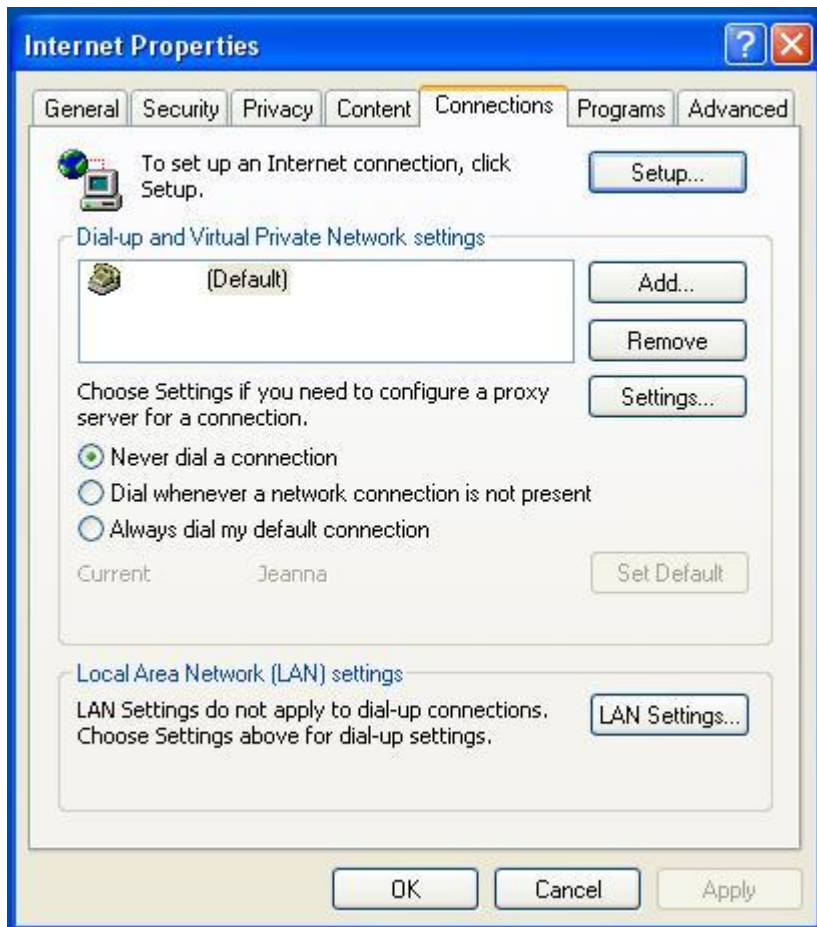 Internet Properties
General Security Privacy Content Connections Programs Advanced
To set up an Internet connection, click
Setup.
Setup...
Dial-up and Virtual Private Network settings
(Default)
Add...
Remove
Choose Settings if you need to configure a proxy
server for a connection.
Settings...
Never dial a connection
Dial whenever a network connection is not present
Always dial my default connection
Current Jeanna Set Default
Local Area Network (LAN) settings
LAN Settings do not apply to dial-up connections.
Choose Settings above for dial-up settings.
LAN Settings...
OK Cancel Apply